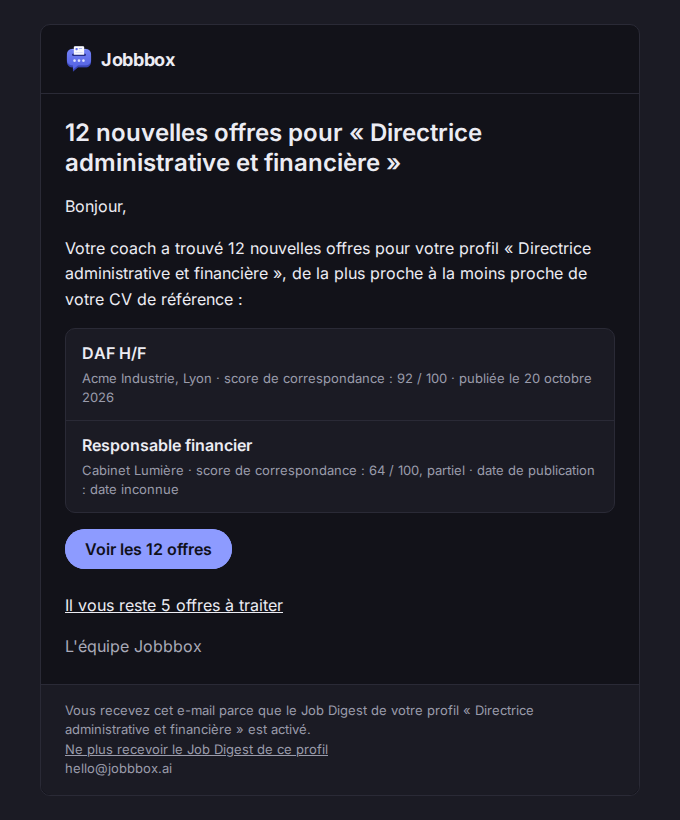 Jobbbox
12 nouvelles offres pour « Directrice
administrative et financière »
Bonjour,
Votre coach a trouvé 12 nouvelles offres pour votre profil « Directrice
administrative et financière », de la plus proche à la moins proche de
votre CV de référence :
DAF H/F
Acme Industrie, Lyon · score de correspondance : 92 / 100 · publiée le 20 octobre
2026
Responsable financier
Cabinet Lumière · score de correspondance : 64 / 100, partiel · date de publication
: date inconnue
Voir les 12 offres
Il vous reste 5 offres à traiter
L'équipe Jobbbox
Vous recevez cet e-mail parce que le Job Digest de votre profil « Directrice
administrative et financière » est activé.
Ne plus recevoir le Job Digest de ce profil
hello@jobbbox.ai